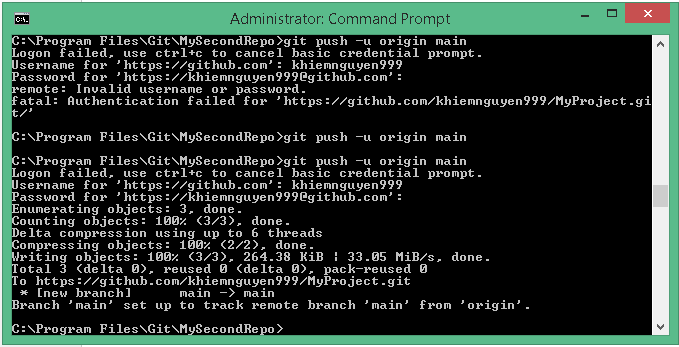 Administrator: Command Prompt
C:\Program Files\Git\MySecondRepo>git push -u origin main
Logon failed, use ctrl+c to cancel basic credential prompt.
Username for 'https://github.com': khiemnguyen999
Password for 'https://khiemnguyen999@github.com':
remote: Invalid username or password.
fatal: Authentication failed for 'https://github.com/khiemnguyen999/MyProject.gi
t/'
C:\Program Files\Git\MySecondRepo>git push -u origin main
C:\Program Files\Git\MySecondRepo>git push -u origin main
Logon failed, use ctrl+c to cancel basic credential prompt.
Username for 'https://github.com': khiemnguyen999
Password for 'https://khiemnguyen999@github.com':
Enumerating objects: 3, done.
Counting objects: 100% (3/3), done.
Delta compression using up to 6 threads
Compressing objects: 100% (2/2), done.
Writing objects: 100% (3/3), 264.38 KiB ¦ 33.05 MiB/s, done.
Total 3 (delta 0), reused 0 (delta 0), pack-reused 0
To https://github.com/khiemnguyen999/MyProject.git
 * [new branch]      main -> main
Branch 'main' set up to track remote branch 'main' from 'origin'.
C:\Program Files\Git\MySecondRepo>